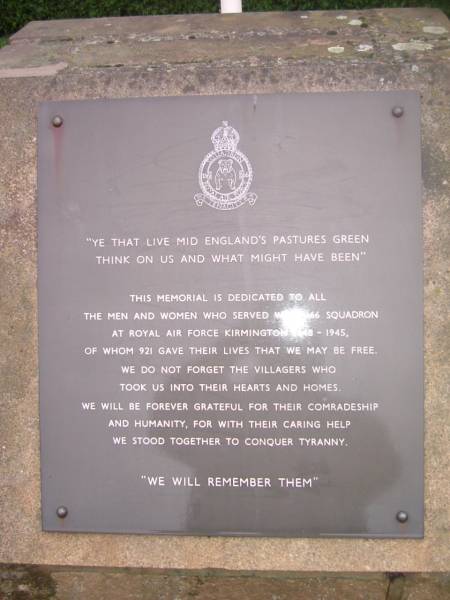 "YE THAT LIVE MID ENGLAND'S PASTURES GREEN
THINK ON US AND WHAT MIGHT HAVE BEEN"
THIS MEMORIAL IS DEDICATED TO ALL
THE MEN AND WOMEN WHO SERVED 66 SQUADRON
AT ROYAL AIR FORCE KIRMINGTON – 1945,
OF WHOM 921 GAVE THEIR LIVES THAT WE MAY BE FREE.
WE DO NOT FORGET THE VILLAGERS WHO
TOOK US INTO THEIR HEARTS AND HOMES.
WE WILL BE FOREVER GRATEFUL FOR THEIR COMRADESHIP
AND HUMANITY, FOR WITH THEIR CARING HELP
WE STOOD TOGETHER TO CONQUER TYRANNY.
"WE WILL REMEMBER THEM"